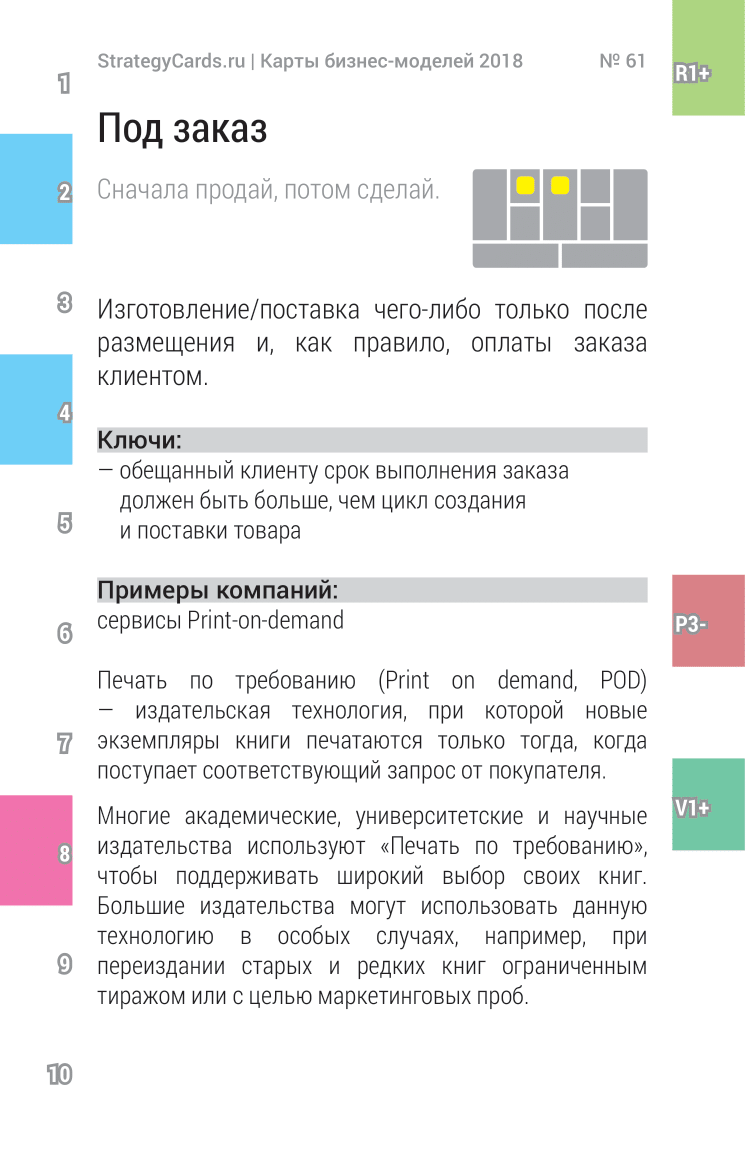 StrategyCards.ru | Карты бизнес-моделей 2018 № 61
R1+
1
Под заказ
2
Сначала продай, потом сделай.
3
Изготовление/поставка чего-либо только после
размещения и, как правило, оплаты заказа
клиентом.
4
Ключи:
— обещанный клиенту срок выполнения заказа
должен быть больше, чем цикл создания
5
и поставки товара
Примеры компаний:
сервисы Print-on-demand
6
P3-
Печать по требованию (Print on demand, POD)
— издательская технология, при которой новые
7
экземпляры книги печатаются только тогда, когда
поступает соответствующий запрос от покупателя.
V1+
Многие академические, университетские и научные
издательства используют «Печать по требованию»,
8
чтобы поддерживать широкий выбор своих книг.
Большие издательства могут использовать данную
технологию в особых случаях, например, при
9
переиздании старых и редких книг ограниченным
тиражом или с целью маркетинговых проб.
10